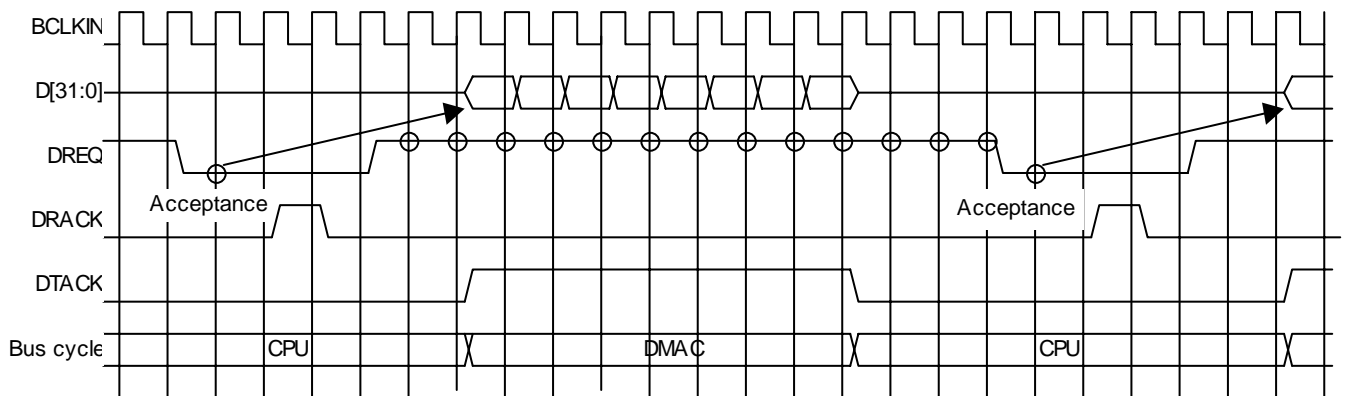 BCLKIN
D[31:0]
DREQ
Acceptance
Acceptance
DRACK
DTACK
Bus cycle CPU DMAC CPU